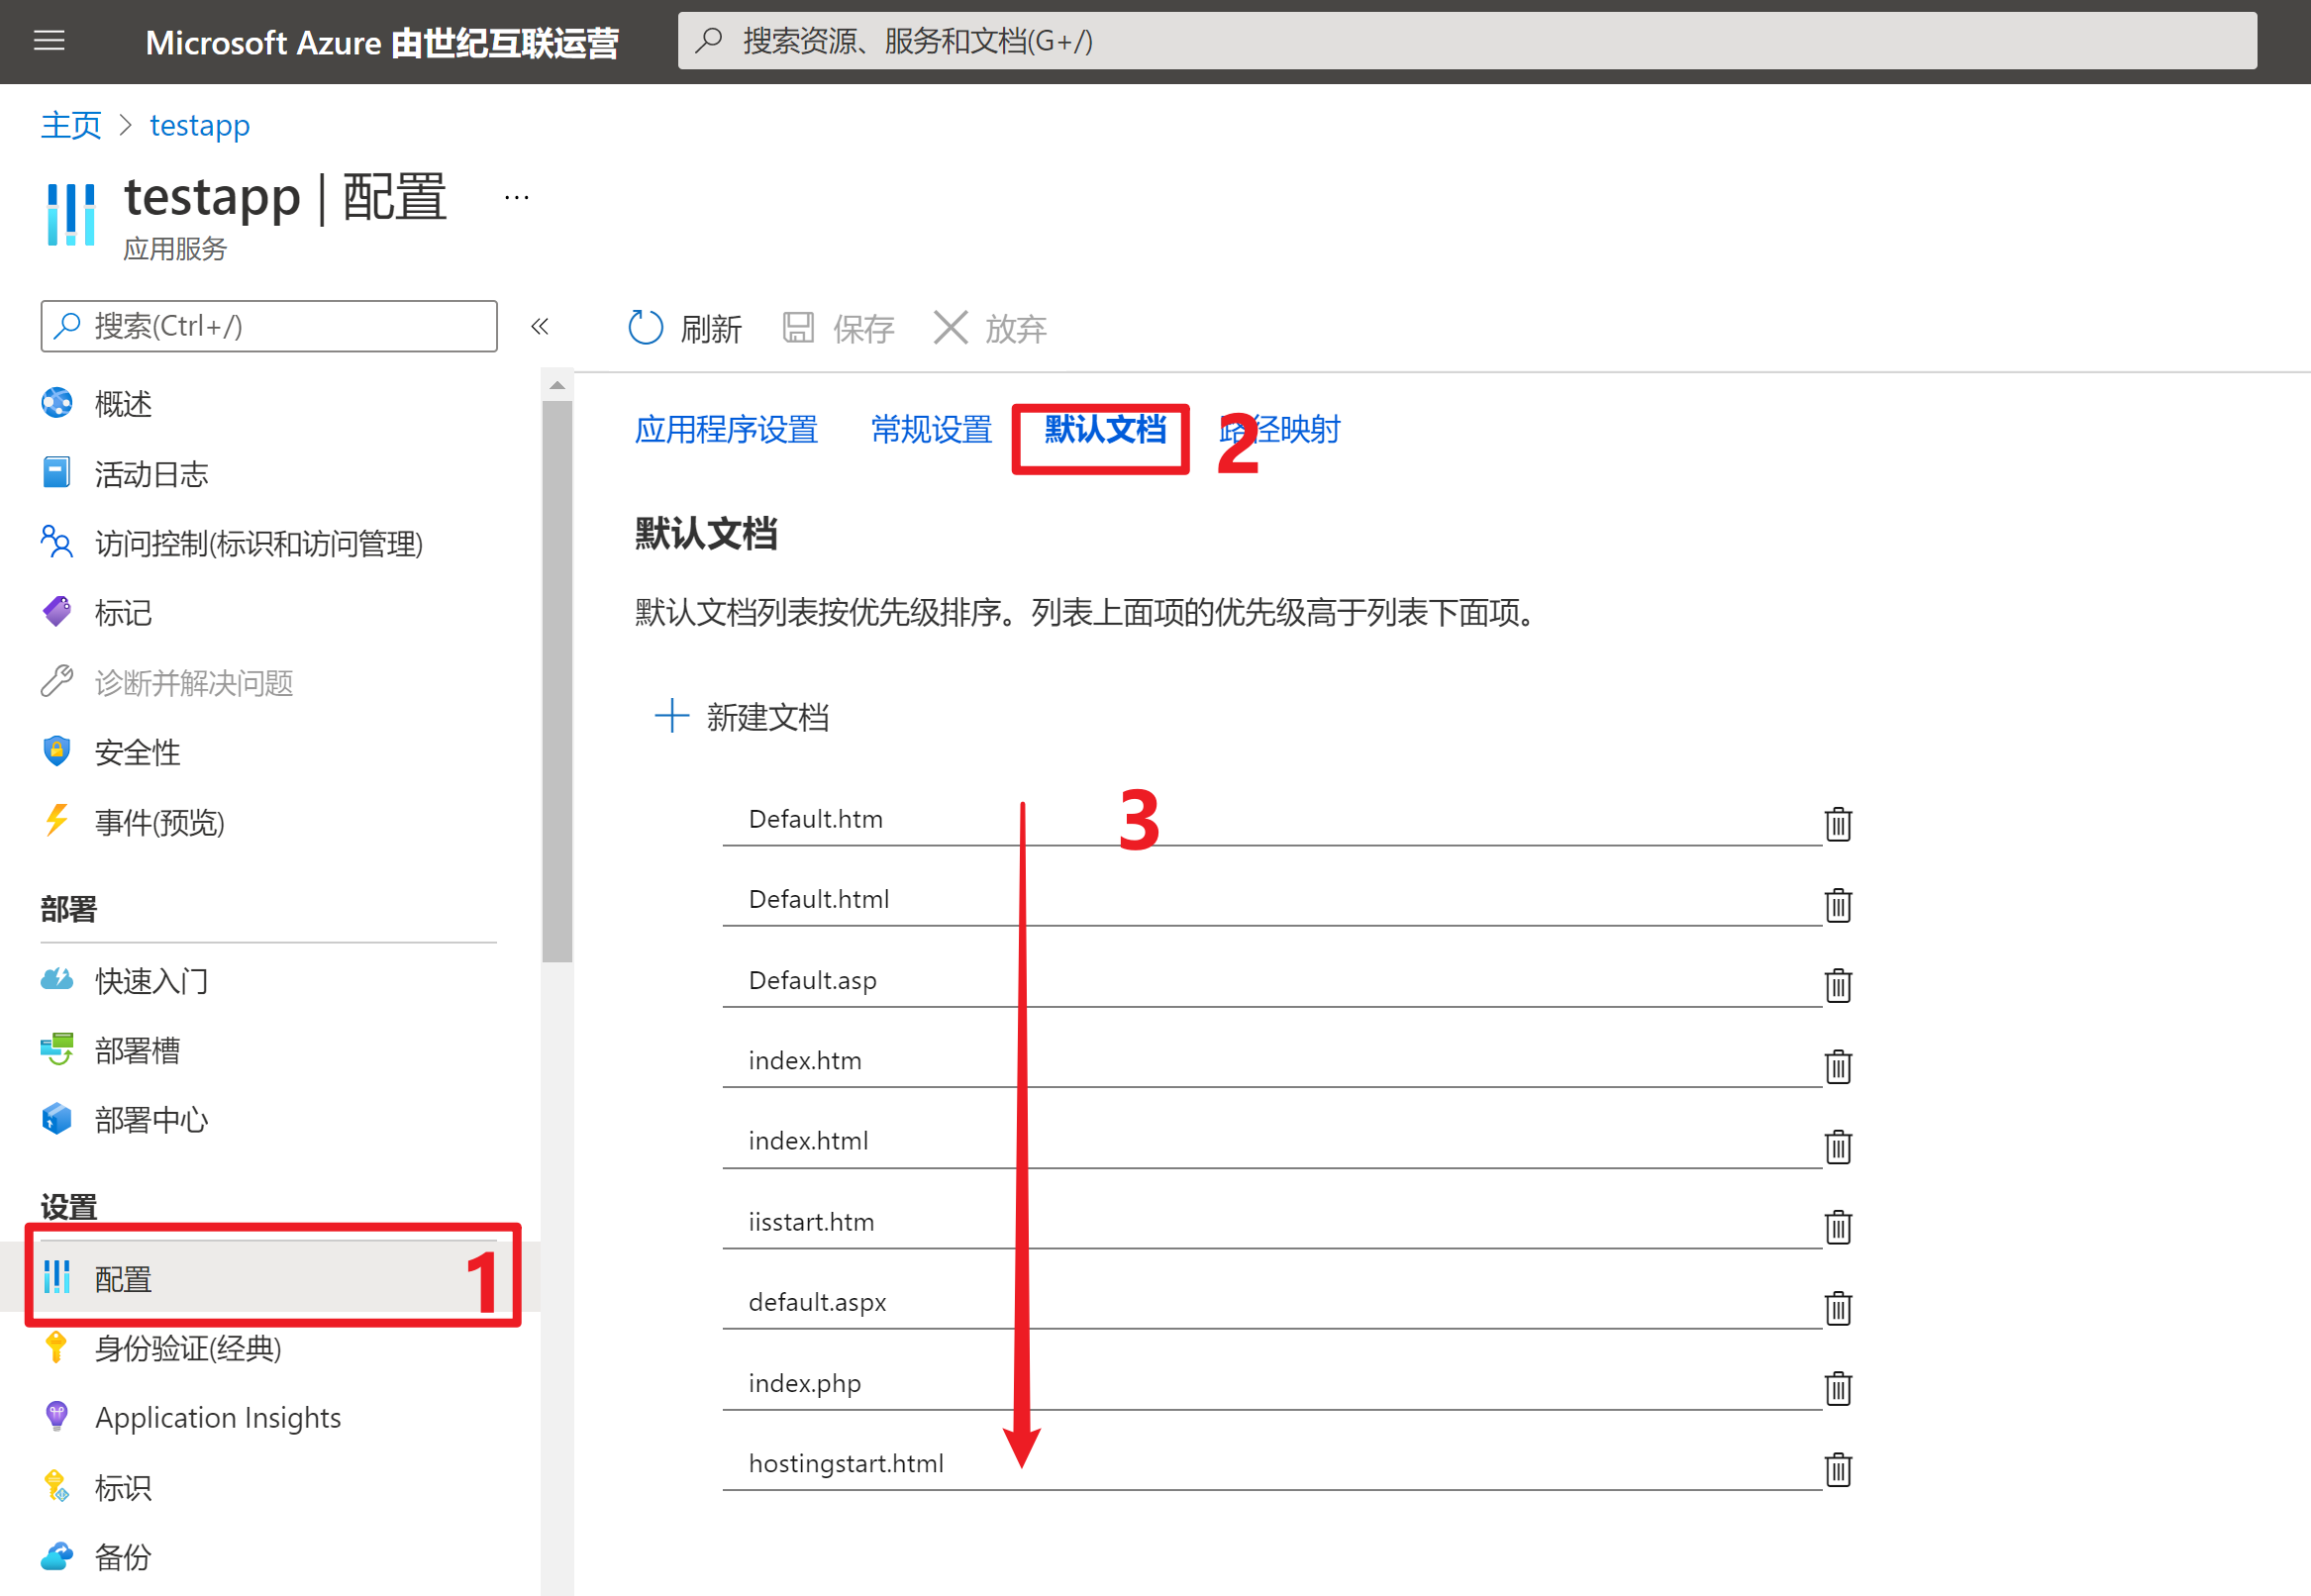 Microsoft Azure 由世纪互联运营
搜索资源、服务和文档(G+/)
主页 > testapp
testapp | 配置 ...
应用服务
搜索(Ctrl+/)
«
概述
活动日志
访问控制(标识和访问管理)
标记
诊断并解决问题
安全性
事件(预览)
部署
快速入门
部署槽
部署中心
设置
配置
1
身份验证(经典)
Application Insights
标识
备份
刷新 保存 放弃
应用程序设置 常规设置 默认文档 路径映射
2
默认文档
默认文档列表按优先级排序。列表上面项的优先级高于列表下面项。
新建文档
3
Default.htm
Default.html
Default.asp
index.htm
index.html
iisstart.htm
default.aspx
index.php
hostingstart.html